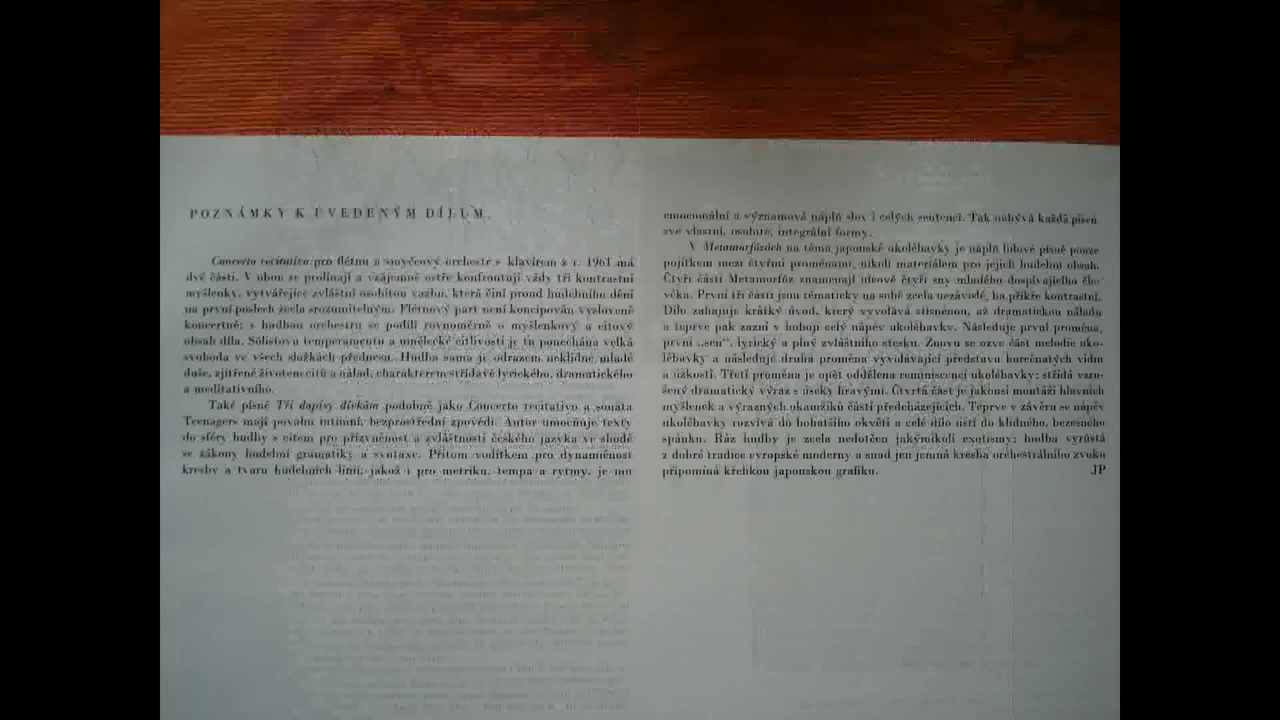 POZNÁMKY K UVEDENÝM DÍLŮM
Concerto recitativo pro flétnu a smyčcový orchestr s klavírem z r. 1961 má
dvě části. V obou se prolínají a vzájemně ostře konfrontují vždy tři kontrastní
myšlenky, vytvářejíce zvláštní osobitou vazbu, která činí proud hudebního dění
na první poslech zcela srozumitelným. Flétnový part není koncipován vysloveně
koncertně; s hudbou orchestru se podílí rovnoměrně o myšlenkový a citový
obsah díla. Sólistovu temperamentu a umělecké citlivosti je tu ponechána velká
svoboda ve všech složkách přednesu. Hudba sama je odrazem neklidné mladé
duše, zjitřené životem citů a nálad, charakterem střídavě lyrického, dramatického
a meditativního.
Také písně Tři dopisy dívkám podobně jako Concerto recitativo a sonáta
Teenagers mají povahu intimní, bezprostřední zpovědi. Autor umocňuje texty
do sféry hudby s citem pro přízvučnost a zvláštnosti českého jazyka ve shodě
se zákony hudební gramatiky a syntaxe. Přitom vodítkem pro dynamičnost
kresby a tvaru hudebních linií, jakož i pro metriku, tempa a rytmy, je mu
emocionální a významová náplň slov i celých sentencí. Tak nabývá každá píseň
své vlastní, osobité, integrální formy.
V Metamorfózách na téma japonské ukolébavky je nápěv lidové písně pouze
pojítkem mezi čtyřmi proměnami, nikoli materiálem pro jejich hudební obsah.
Čtyři části Metamorfóz znamenají ideově čtyři sny mladého dospívajícího člo-
věka. První tři části jsou tématicky na sobě zcela nezávislé, ba příkře kontrastní.
Dílo zahajuje krátký úvod, který vyvolává stísněnou, až dramatickou náladu
a teprve pak zazní v hoboji celý nápěv ukolébavky. Následuje první proměna,
první „sen“, lyrický a plný zvláštního stesku. Znovu se ozve část melodie uko-
lébavky a následuje druhá proměna vyvolávající představu horečnatých vidin
a úzkosti. Třetí proměna je opět oddělena reminiscencí ukolébavky; střídá vzru-
šený dramatický výraz s úseky hravými. Čtvrtá část je jakousi montáží hlavních
myšlenek a výrazných okamžiků částí předcházejících. Teprve v závěru se nápěv
ukolébavky rozvíjí do bohatšího okvětí a celé dílo ústí do klidného, bezesného
spánku. Ráz hudby je zcela nedotčen jakýmikoli exotismy; hudba vyrůstá
z dobré tradice evropské moderny a snad jen jemná kresba orchestrálního zvuku
připomíná křehkou japonskou grafiku. JP